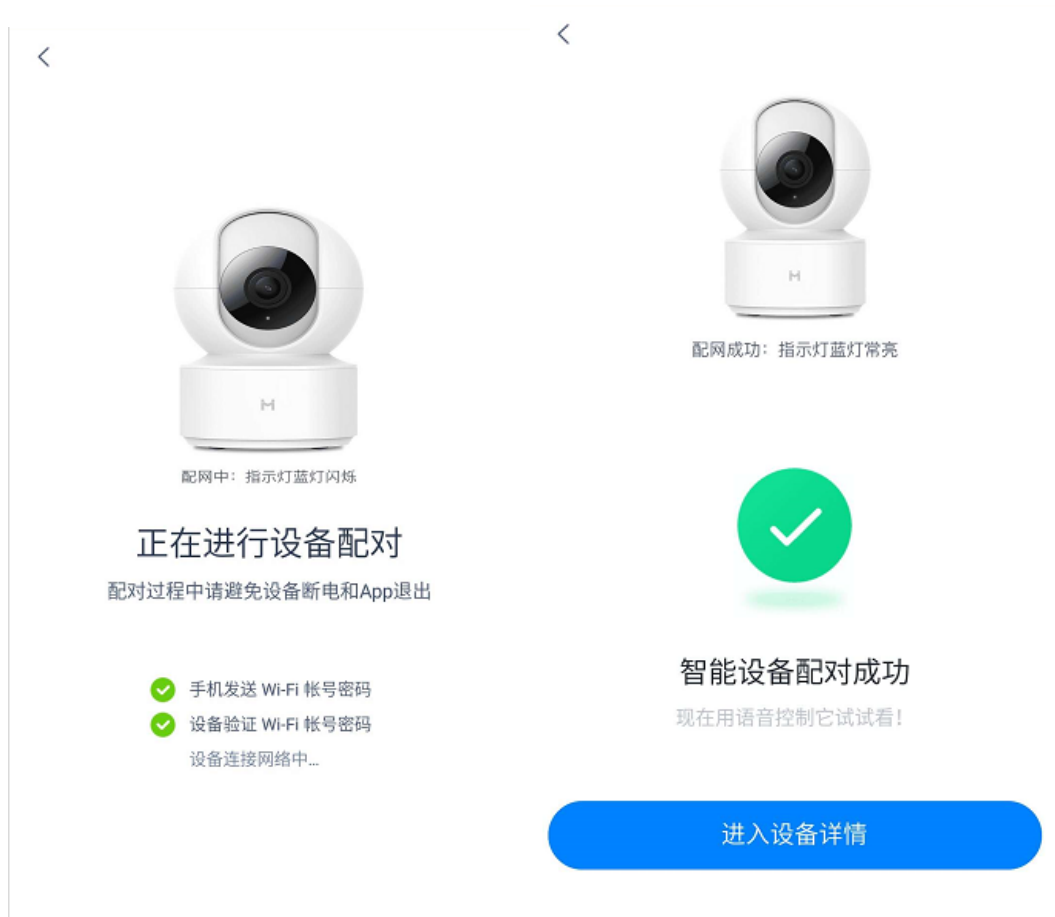 配网中：指示灯蓝灯闪烁
正在进行设备配对
配对过程中请避免设备断电和App退出
手机发送 Wi-Fi 帐号密码
设备验证 Wi-Fi 帐号密码
设备连接网络中...
配网成功：指示灯蓝灯常亮
智能设备配对成功
现在用语音控制它试试看！
进入设备详情